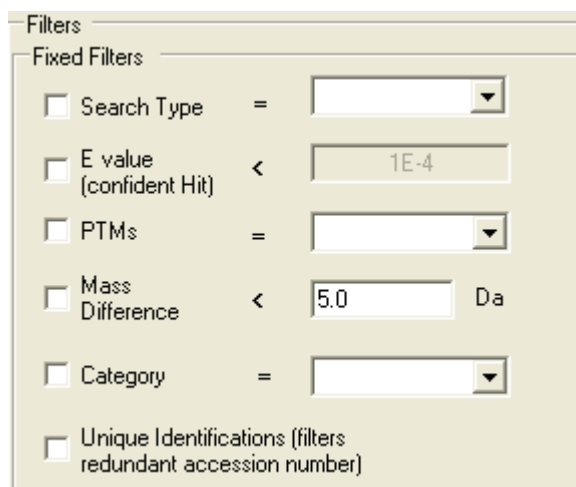 Filters
Fixed Filters
Search Type =
E value
(confident Hit) < 1E-4
PTMs =
Mass
Difference < 5.0 Da
Category =
Unique Identifications (filters
redundant accession number)